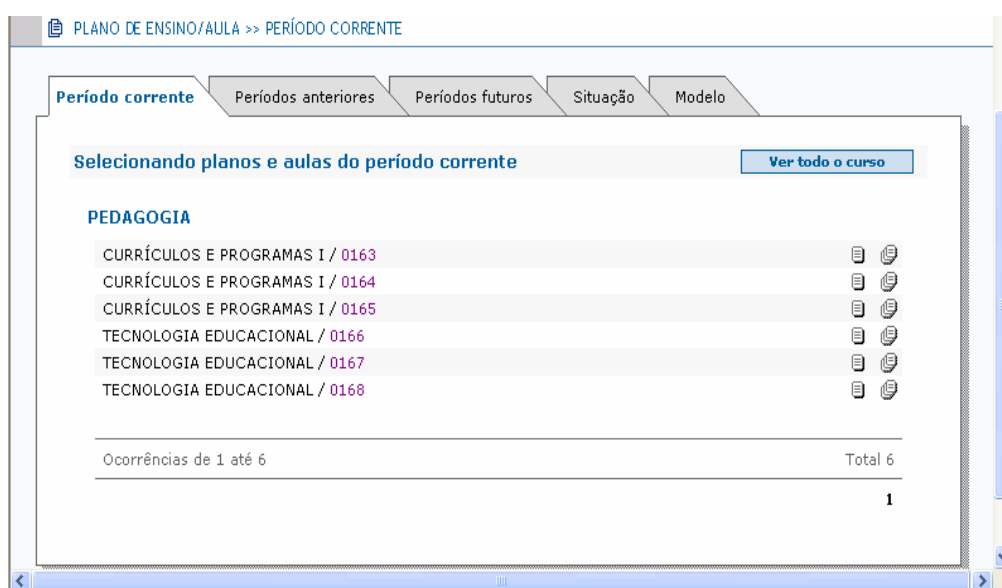 PLANO DE ENSINO/AULA >> PERÍODO CORRENTE
Período corrente Períodos anteriores Períodos futuros Situação Modelo
Selecionando planos e aulas do período corrente Ver todo o curso
PEDAGOGIA
CURRÍCULOS E PROGRAMAS I / 0163
CURRÍCULOS E PROGRAMAS I / 0164
CURRÍCULOS E PROGRAMAS I / 0165
TECNOLOGIA EDUCACIONAL / 0166
TECNOLOGIA EDUCACIONAL / 0167
TECNOLOGIA EDUCACIONAL / 0168
Ocorrências de 1 até 6 Total 6
1